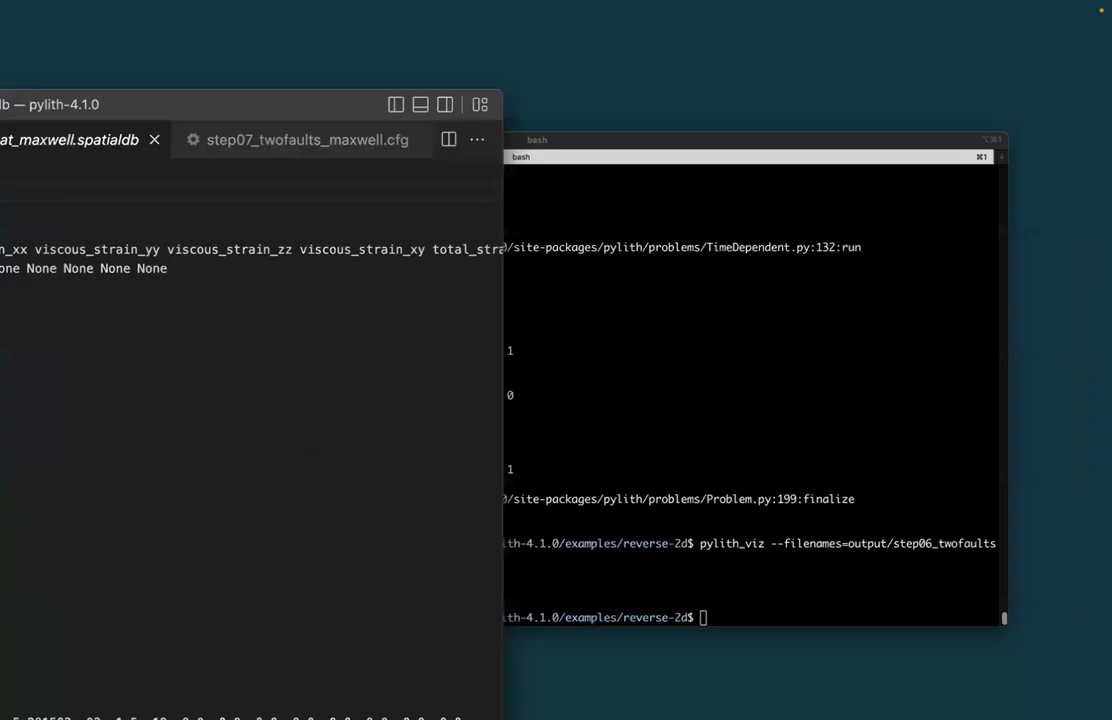 lb — pylith-4.1.0
at_maxwell.spatialdb
step07_twofaults_maxwell.cfg
n_xx viscous_strain_yy viscous_strain_zz viscous_strain_xy total_stra
one None None None None
bash
⌥⌘1
bash
⌘1
/site-packages/pylith/problems/TimeDependent.py:132:run
1
0
1
/site-packages/pylith/problems/Problem.py:199:finalize
ith-4.1.0/examples/reverse-2d$ pylith_viz --filenames=output/step06_twofaults
ith-4.1.0/examples/reverse-2d$